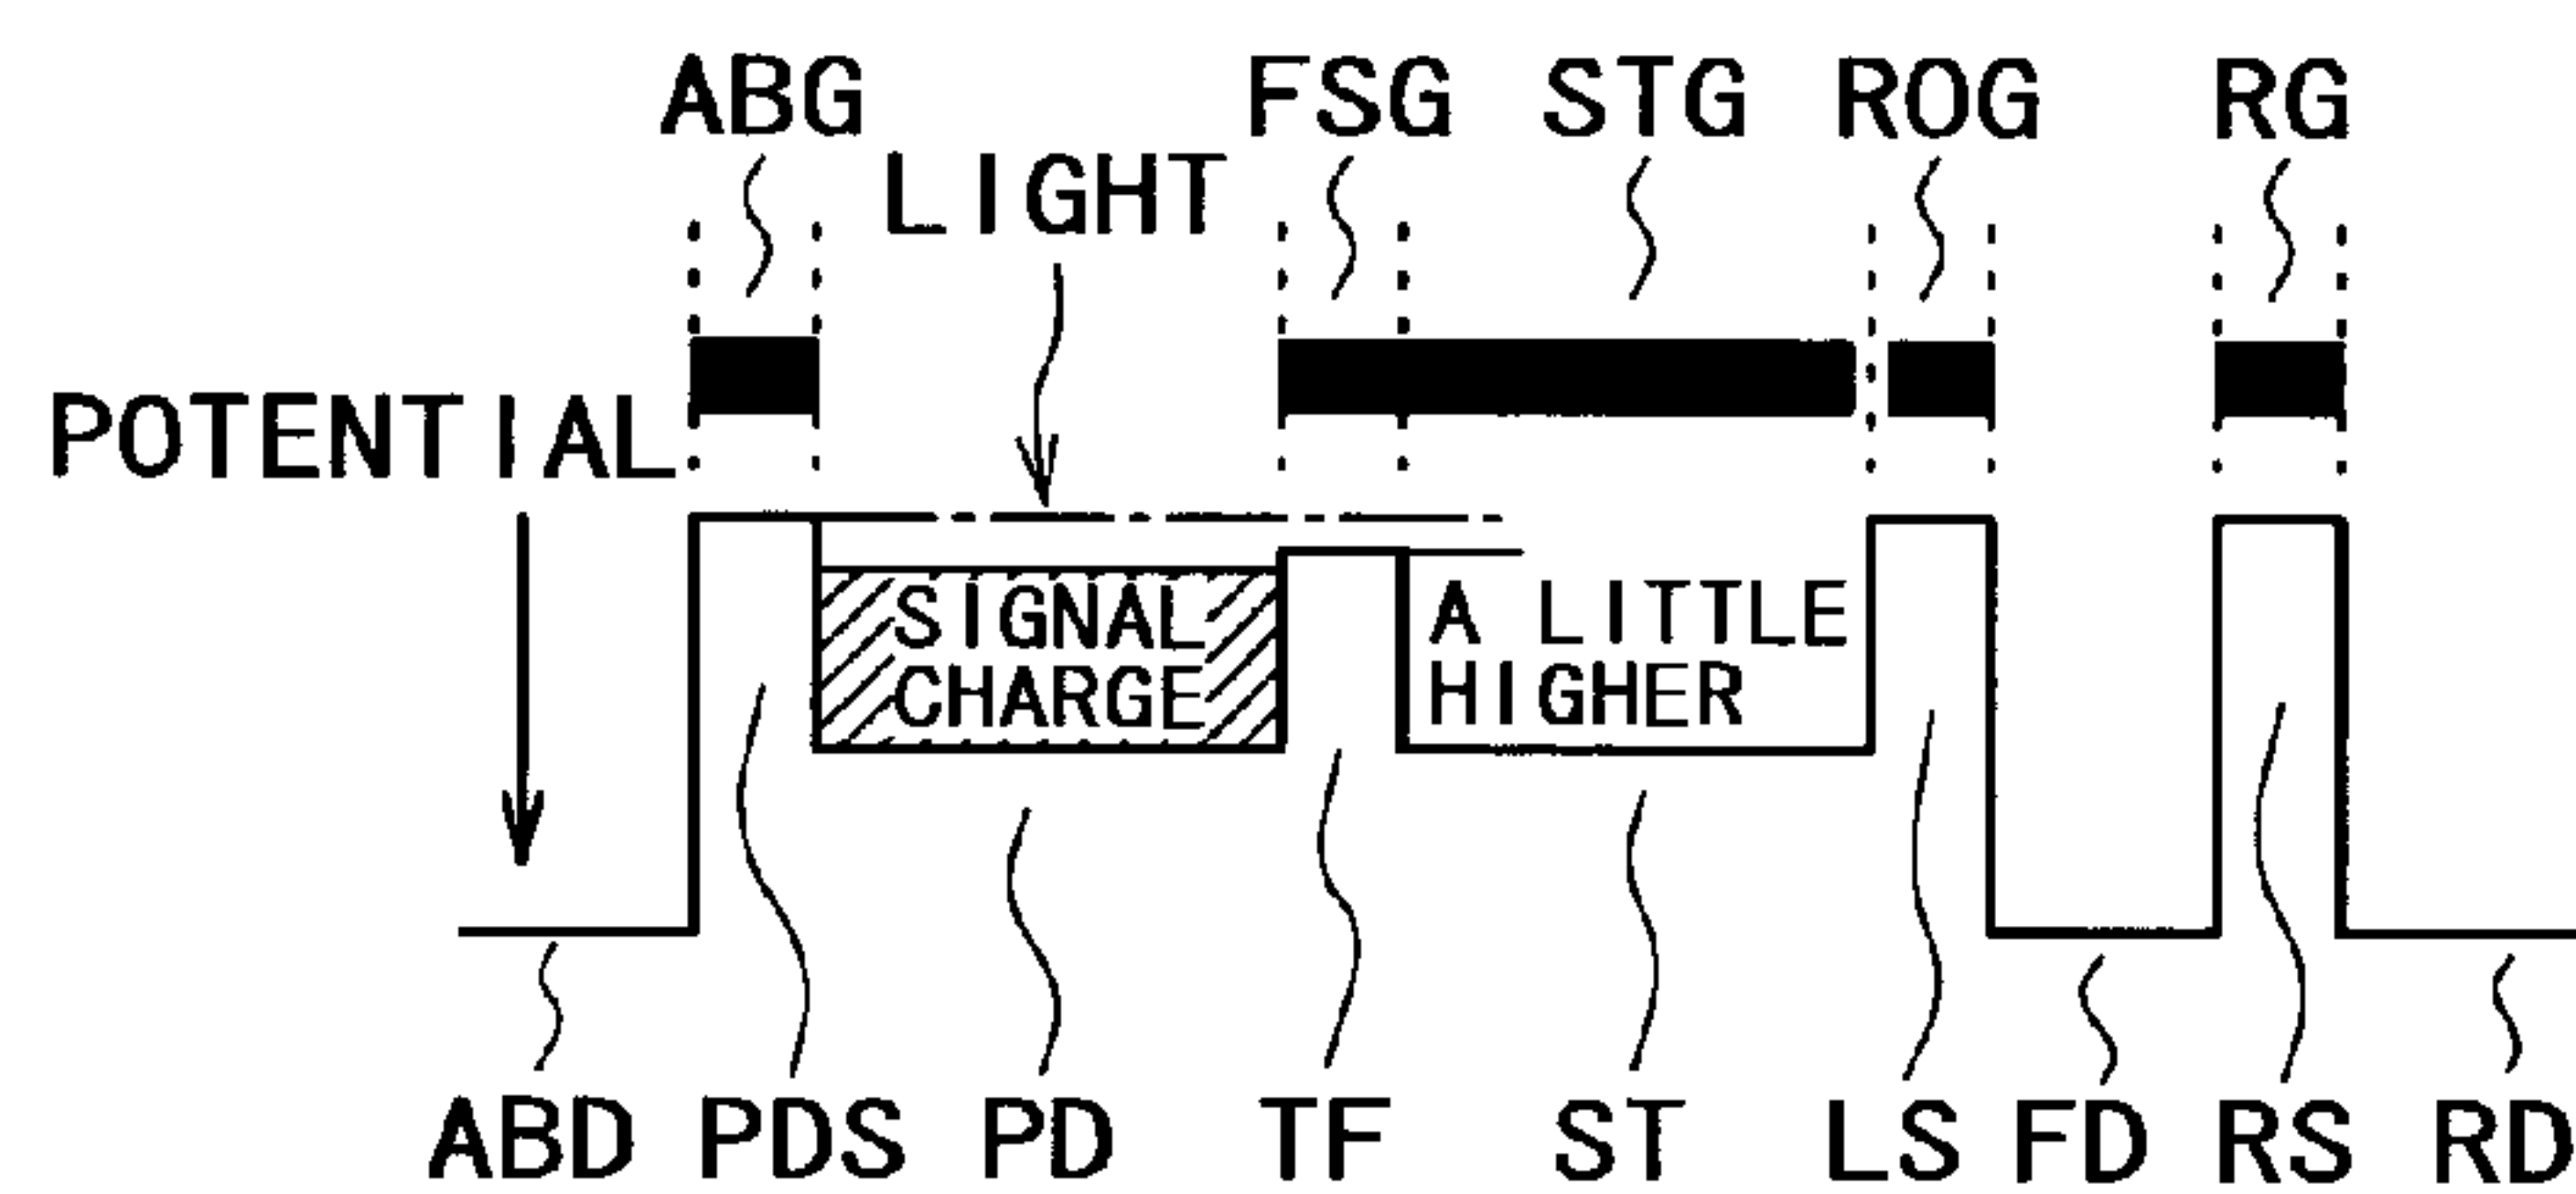 ABG FSG STG ROG RG
LIGHT
POTENTIAL
SIGNAL
CHARGE
A LITTLE
HIGHER
ABD PDS PD TF ST LS FD RS RD